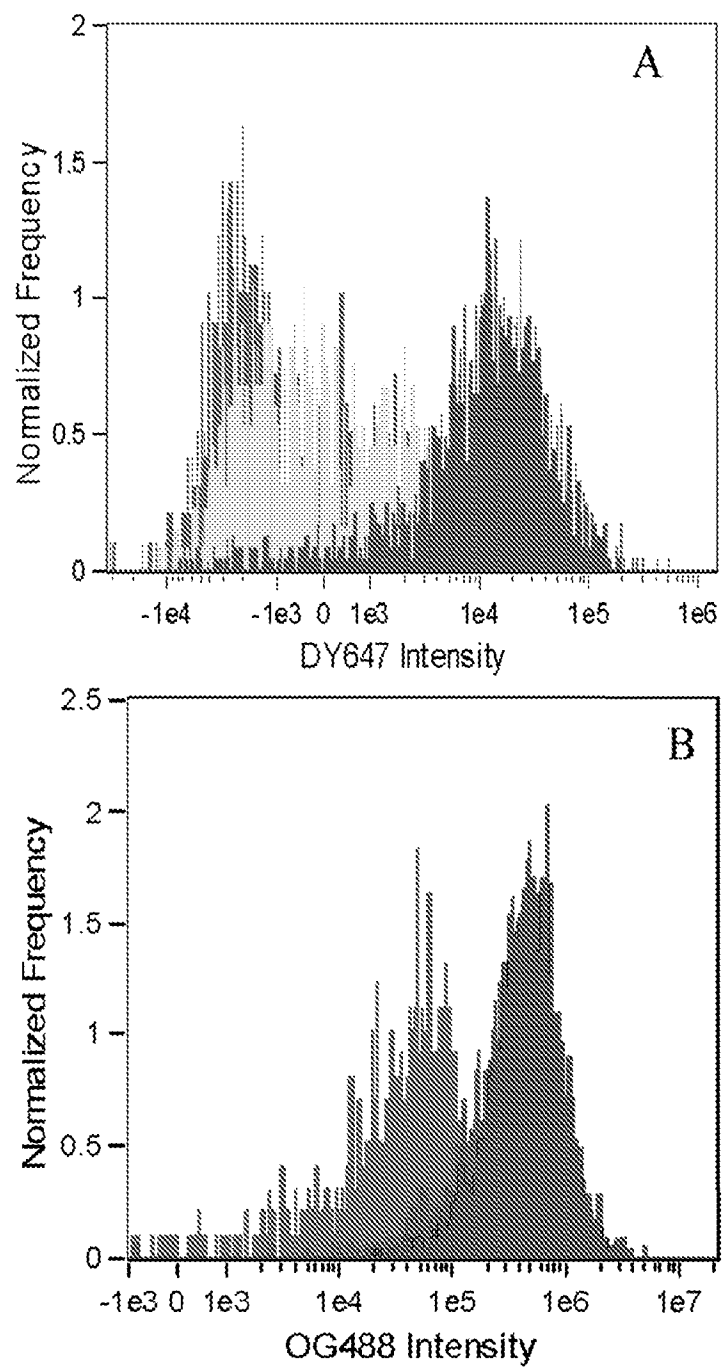 A
Normalized Frequency
2
1.5
1
0.5
0
-1e4 -1e3 0 1e3 1e4 1e5 1e6
DY647 Intensity
B
Normalized Frequency
2.5
2
1.5
1
0.5
0
-1e3 0 1e3 1e4 1e5 1e6 1e7
OG488 Intensity